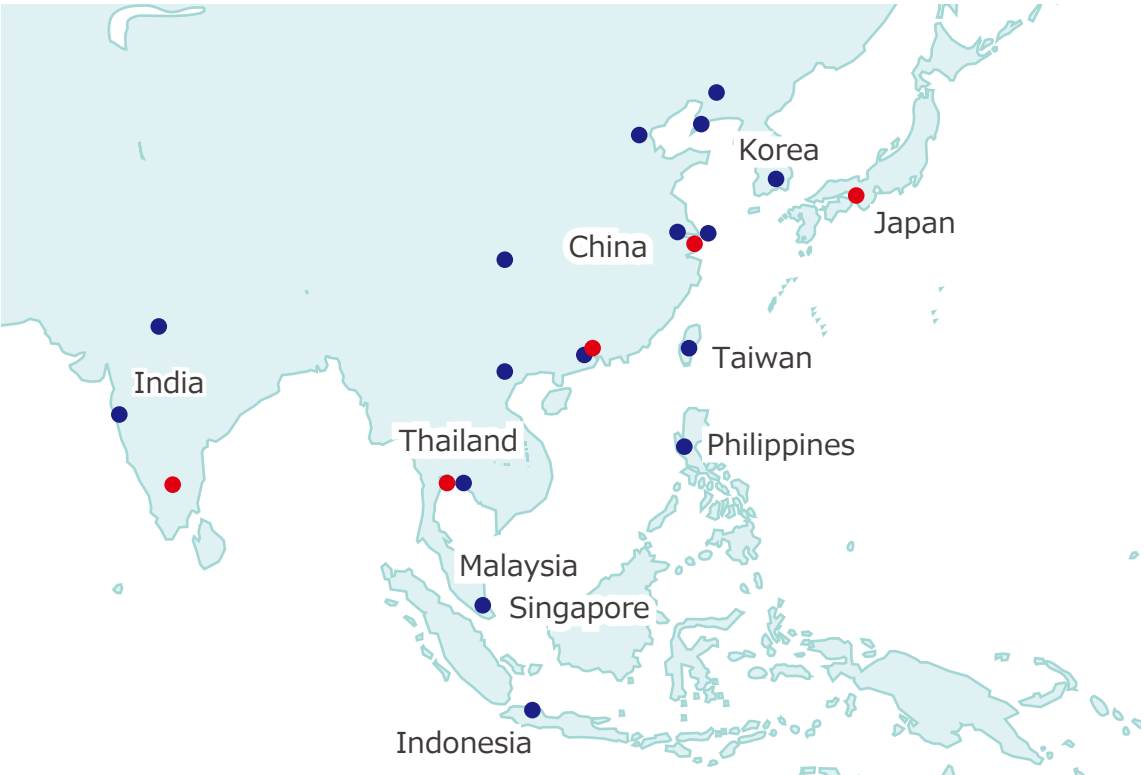 Korea
Japan
China
Taiwan
India
Thailand
Philippines
Malaysia
Singapore
Indonesia